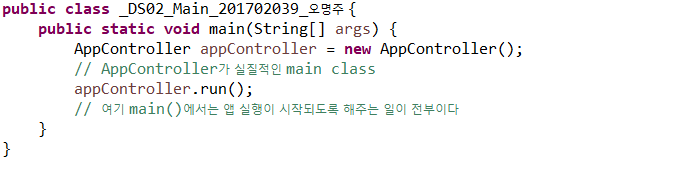 public class _DS02_Main_201702039_오명주 {
    public static void main(String[] args) {
        AppController appController = new AppController();
        // AppController가 실질적인 main class
        appController.run();
        // 여기 main()에서는 앱 실행이 시작되도록 해주는 일이 전부이다
    }
}